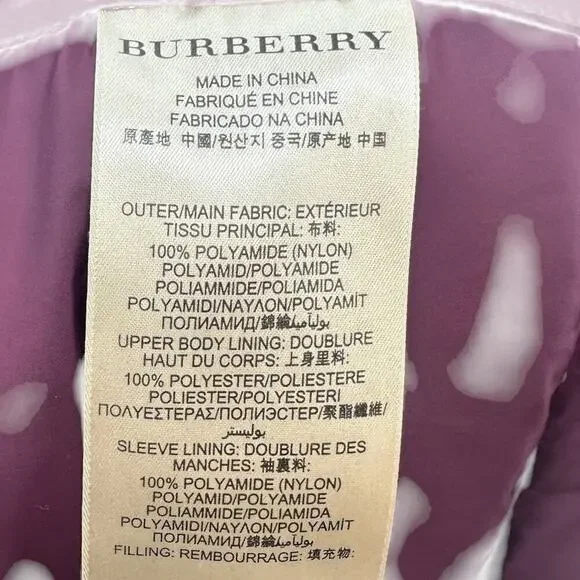 BURBERRY
MADE IN CHINA
FABRIQUÉ EN CHINE
FABRICADO NA CHINA
原產地 中國/원산지 중국/原产地 中国
OUTER/MAIN FABRIC: EXTÉRIEUR
TISSU PRINCIPAL: 布料:
100% POLYAMIDE (NYLON)
POLYAMID/POLYAMIDE
POLIAMMIDE/POLIAMIDA
POLYAMIDI/NAYΛON/POLYAMİT
ПОЛИАМИД/錦綸/بوليأميد
UPPER BODY LINING: DOUBLURE
HAUT DU CORPS: 上身里料:
100% POLYESTER/POLIESTERE
POLIESTER/POLYESTERI
ΠΟΛΥΕΣΤΕΡΑΣ/ПОЛИЭСТЕР/聚酯纖維/
بوليستر
SLEEVE LINING: DOUBLURE DES
MANCHES: 袖裏料:
100% POLYAMIDE (NYLON)
POLYAMID/POLYAMIDE
POLIAMMIDE/POLIAMIDA
POLYAMIDI/NAYΛON/POLYAMİT
ПОЛИАМИД/錦綸/بوليأميد
FILLING: REMBOURRAGE: 填充物: